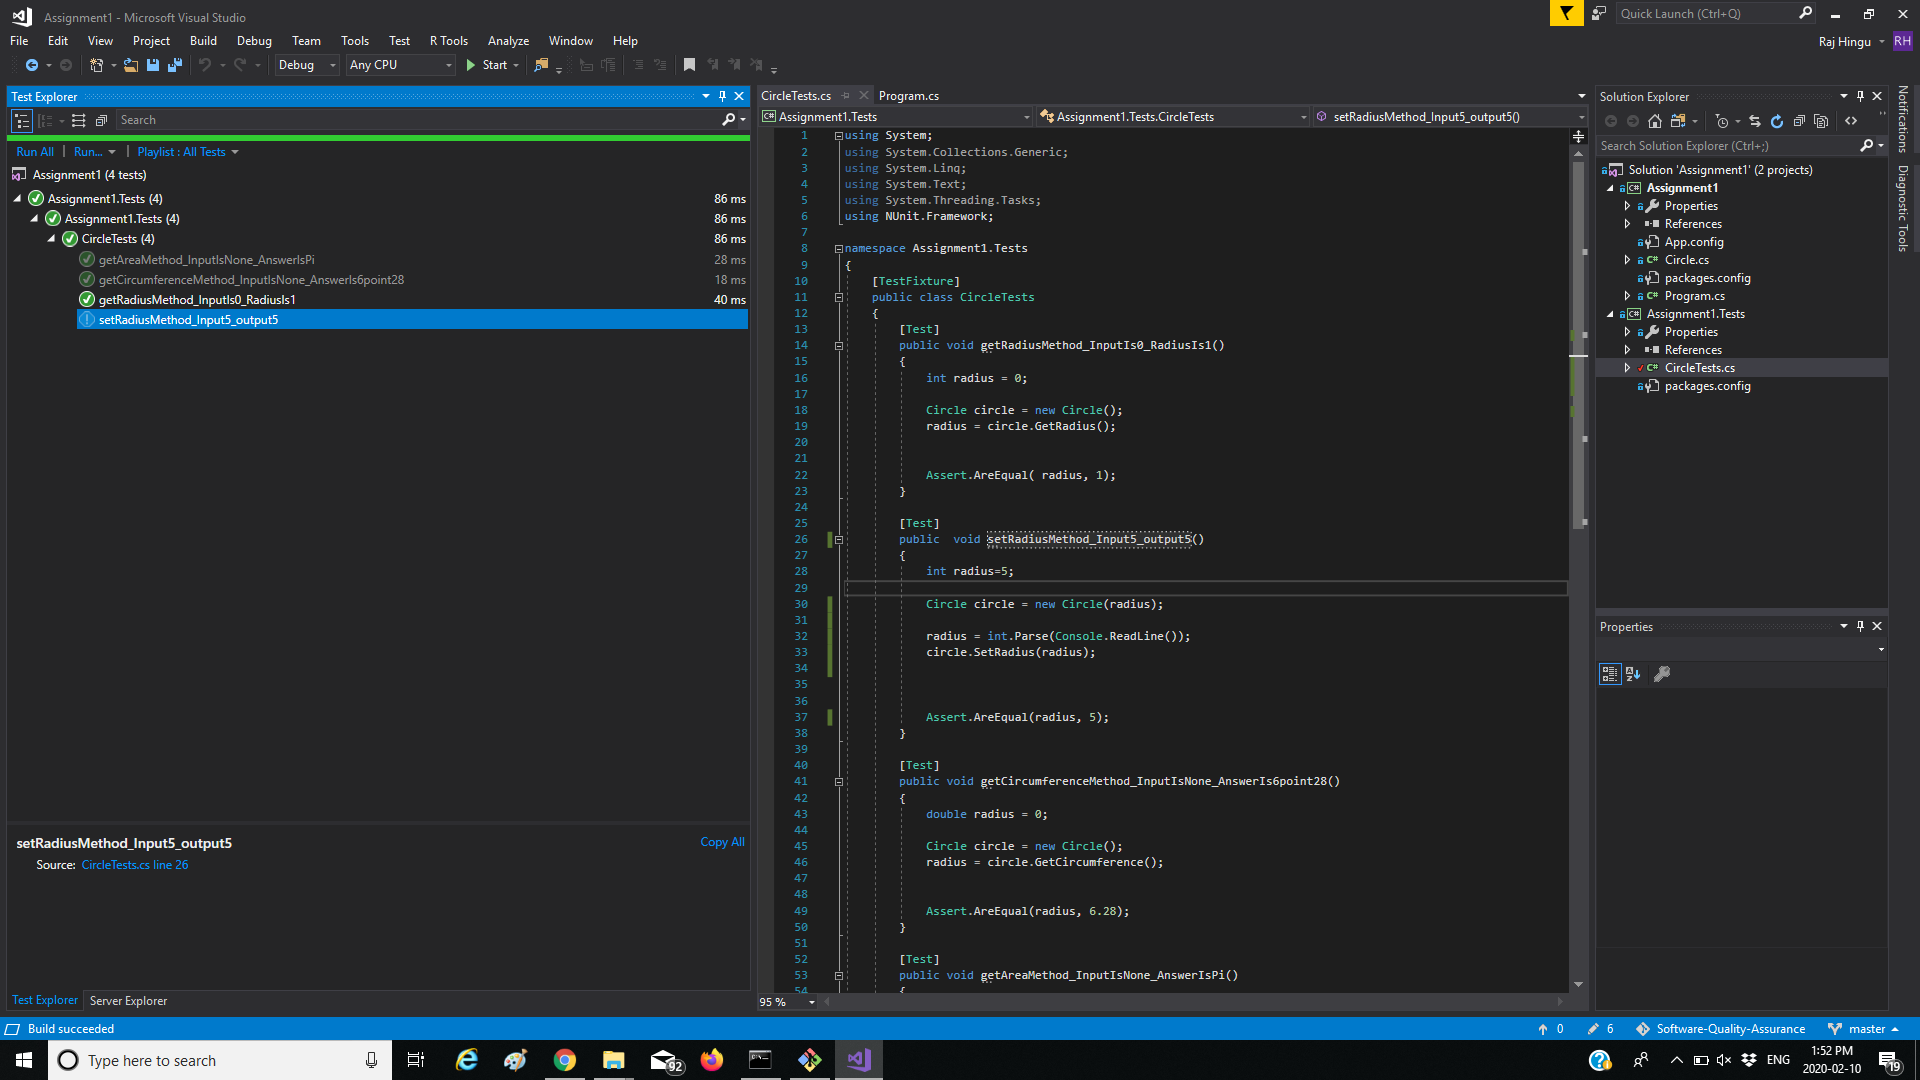 Assignment1 - Microsoft Visual Studio
Quick Launch (Ctrl+Q)
File Edit View Project Build Debug Team Tools Test R Tools Analyze Window Help
Raj Hingu RH
Debug Any CPU Start
Test Explorer
Search
Run All | Run... | Playlist : All Tests
Assignment1 (4 tests)
Assignment1.Tests (4) 86 ms
Assignment1.Tests (4) 86 ms
CircleTests (4) 86 ms
getAreaMethod_InputIsNone_AnswerIsPi 28 ms
getCircumferenceMethod_InputIsNone_AnswerIs6point28 18 ms
getRadiusMethod_InputIs0_RadiusIs1 40 ms
setRadiusMethod_Input5_output5
setRadiusMethod_Input5_output5
Copy All
Source: CircleTests.cs line 26
Test Explorer Server Explorer
CircleTests.cs Program.cs
C# Assignment1.Tests Assignment1.Tests.CircleTests setRadiusMethod_Input5_output5()
1 using System;
2 using System.Collections.Generic;
3 using System.Linq;
4 using System.Text;
5 using System.Threading.Tasks;
6 using NUnit.Framework;
7
8 namespace Assignment1.Tests
9 {
10 [TestFixture]
11 public class CircleTests
12 {
13 [Test]
14 public void getRadiusMethod_InputIs0_RadiusIs1()
15 {
16 int radius = 0;
17
18 Circle circle = new Circle();
19 radius = circle.GetRadius();
20
21
22 Assert.AreEqual( radius, 1);
23 }
24
25 [Test]
26 public  void setRadiusMethod_Input5_output5()
27 {
28 int radius=5;
29
30 Circle circle = new Circle(radius);
31
32 radius = int.Parse(Console.ReadLine());
33 circle.SetRadius(radius);
34
35
36
37 Assert.AreEqual(radius, 5);
38 }
39
40 [Test]
41 public void getCircumferenceMethod_InputIsNone_AnswerIs6point28()
42 {
43 double radius = 0;
44
45 Circle circle = new Circle();
46 radius = circle.GetCircumference();
47
48
49 Assert.AreEqual(radius, 6.28);
50 }
51
52 [Test]
53 public void getAreaMethod_InputIsNone_AnswerIsPi()
54 {
95 %
Solution Explorer
Search Solution Explorer (Ctrl+;)
Solution 'Assignment1' (2 projects)
C# Assignment1
Properties
References
App.config
C# Circle.cs
packages.config
C# Program.cs
C# Assignment1.Tests
Properties
References
C# CircleTests.cs
packages.config
Properties
Notifications
Diagnostic Tools
Build succeeded
0 6 Software-Quality-Assurance master
Type here to search
92
ENG
1:52 PM
2020-02-10
19